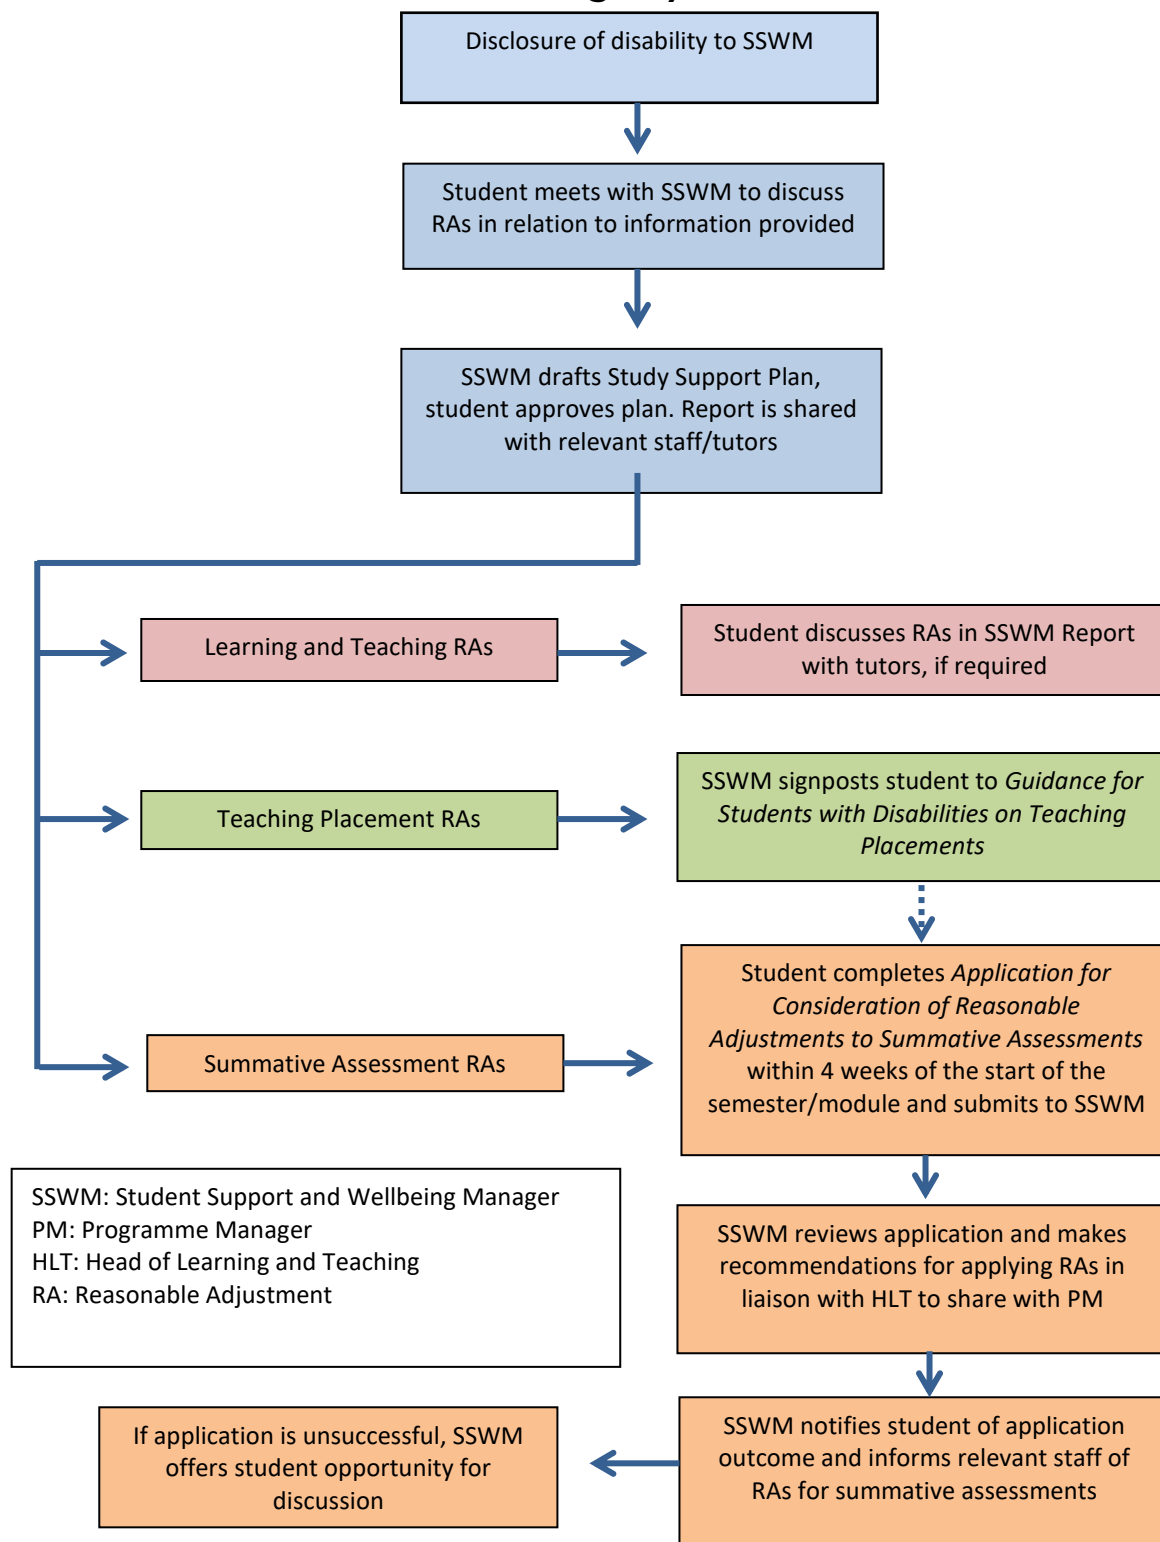 Disclosure of disability to SSWM
Student meets with SSWM to discuss
RAs in relation to information provided
SSWM drafts Study Support Plan,
student approves plan. Report is shared
with relevant staff/tutors
Learning and Teaching RAs
Student discusses RAs in SSWM Report
with tutors, if required
Teaching Placement RAs
SSWM signposts student to Guidance for
Students with Disabilities on Teaching
Placements
Summative Assessment RAs
Student completes Application for
Consideration of Reasonable
Adjustments to Summative Assessments
within 4 weeks of the start of the
semester/module and submits to SSWM
SSWM: Student Support and Wellbeing Manager
PM: Programme Manager
HLT: Head of Learning and Teaching
RA: Reasonable Adjustment
SSWM reviews application and makes
recommendations for applying RAs in
liaison with HLT to share with PM
SSWM notifies student of application
outcome and informs relevant staff of
RAs for summative assessments
If application is unsuccessful, SSWM
offers student opportunity for
discussion